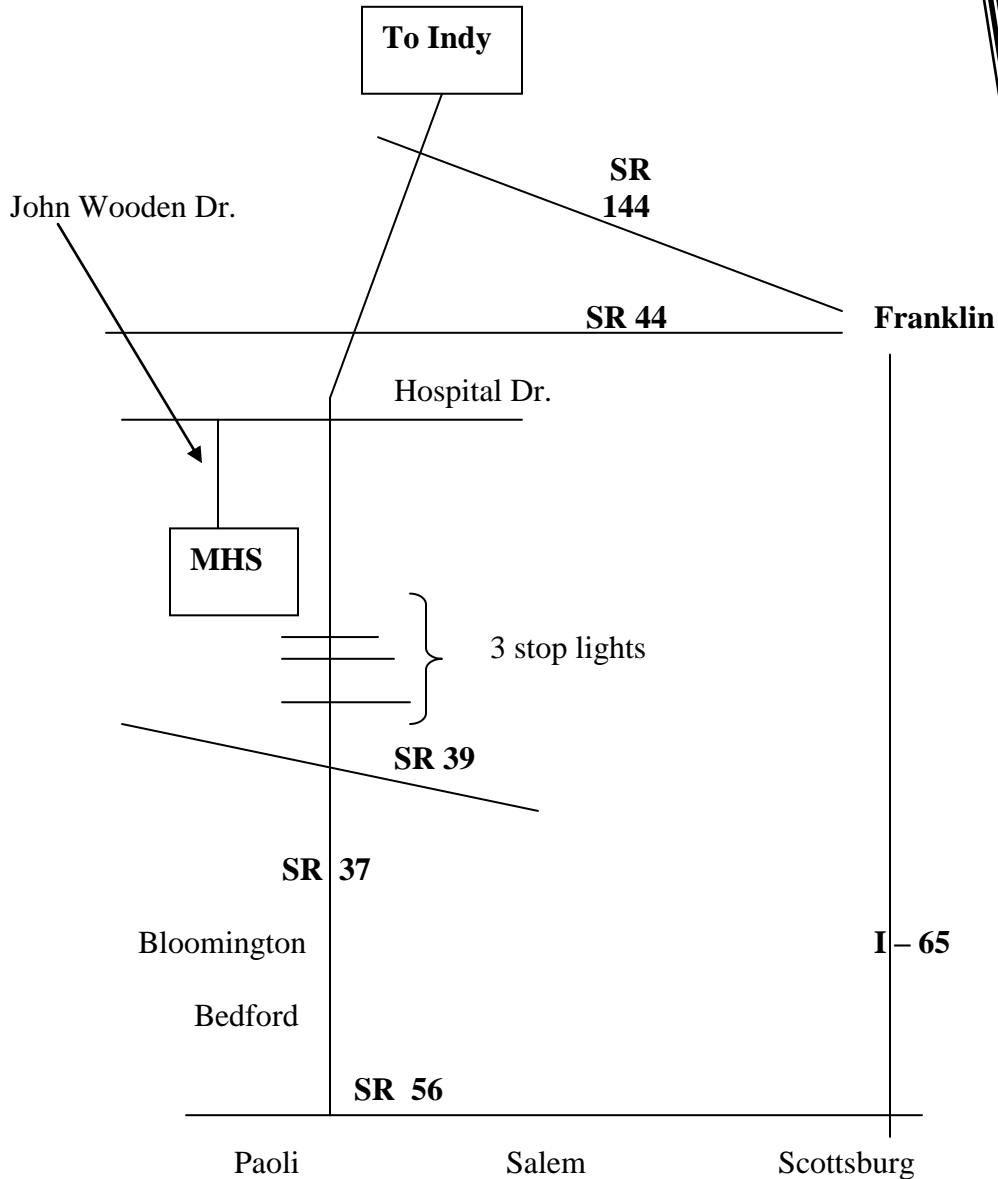 To Indy
SR
144
John Wooden Dr.
SR 44
Franklin
Hospital Dr.
MHS
3 stop lights
SR 39
SR 37
Bloomington
I – 65
Bedford
SR 56
Paoli
Salem
Scottsburg